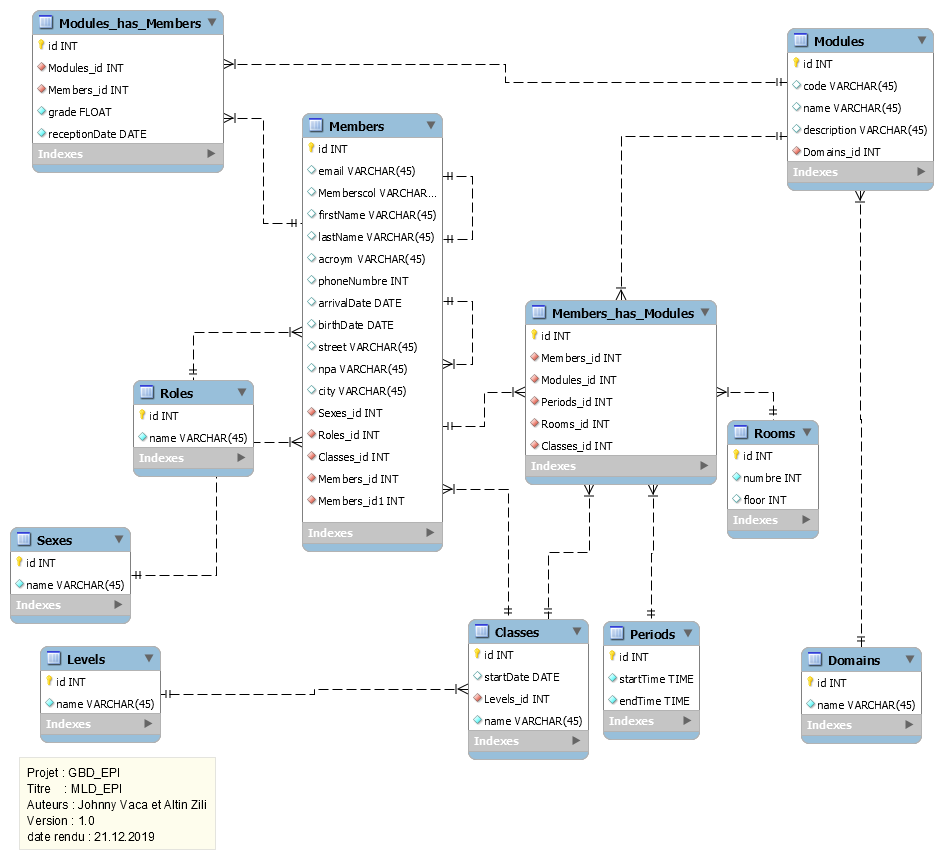 Modules_has_Members
id INT
Modules_id INT
Members_id INT
grade FLOAT
receptionDate DATE
Indexes
Modules
id INT
code VARCHAR(45)
name VARCHAR(45)
description VARCHAR(45)
Domains_id INT
Indexes
Members
id INT
email VARCHAR(45)
Memberscol VARCHAR...
firstName VARCHAR(45)
lastName VARCHAR(45)
acroym VARCHAR(45)
phoneNumbre INT
arrivalDate DATE
birthDate DATE
street VARCHAR(45)
npa VARCHAR(45)
city VARCHAR(45)
Sexes_id INT
Roles_id INT
Classes_id INT
Members_id INT
Members_id1 INT
Indexes
Members_has_Modules
id INT
Members_id INT
Modules_id INT
Periods_id INT
Rooms_id INT
Classes_id INT
Indexes
Roles
id INT
name VARCHAR(45)
Indexes
Rooms
id INT
numbre INT
floor INT
Indexes
Sexes
id INT
name VARCHAR(45)
Indexes
Levels
id INT
name VARCHAR(45)
Indexes
Classes
id INT
startDate DATE
Levels_id INT
name VARCHAR(45)
Indexes
Periods
id INT
startTime TIME
endTime TIME
Indexes
Domains
id INT
name VARCHAR(45)
Indexes
Projet : GBD_EPI
Titre : MLD_EPI
Auteurs : Johnny Vaca et Altin Zili
Version : 1.0
date rendu : 21.12.2019